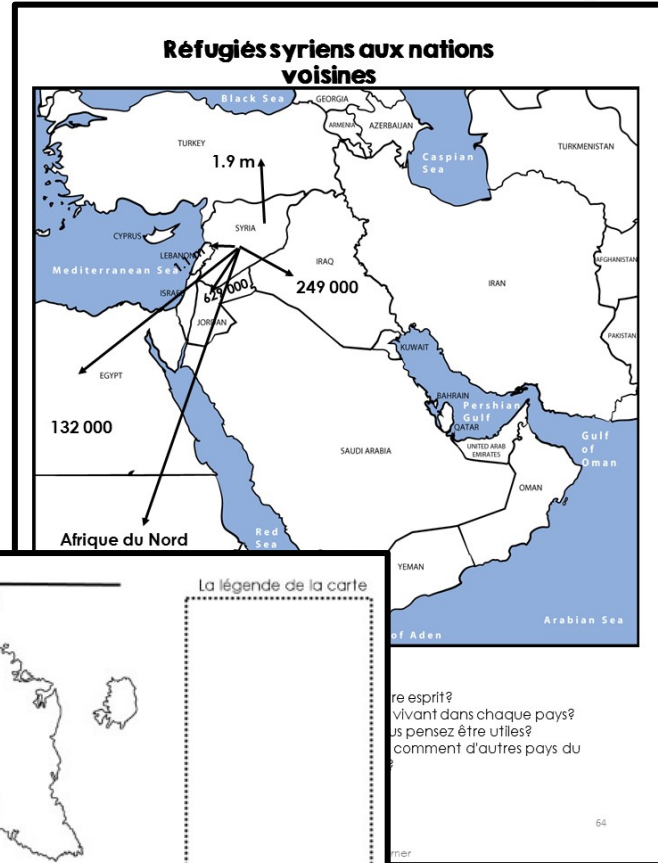 Réfugiés syriens aux nations
voisines
Black Sea
GEORGIA
ARMENIA
AZERBAIJAN
TURKEY
Caspian
Sea
TURKMENISTAN
1.9 m
CYPRUS
SYRIA
LEBANON
1.1 m
Mediterranean Sea
IRAQ
IRAN
AFGHANISTAN
ISRAEL
629 000
249 000
JORDAN
PAKISTAN
KUWAIT
EGYPT
BAHRAIN
Pershian
Gulf
QATAR
132 000
Gulf
of
Oman
SAUDI ARABIA
UNITED ARAB
EMIRATES
OMAN
Afrique du Nord
Red
Sea
YEMEN
Arabian Sea
of Aden
La légende de la carte
re esprit?
vivant dans chaque pays?
us pensez être utiles?
comment d'autres pays du
?
64